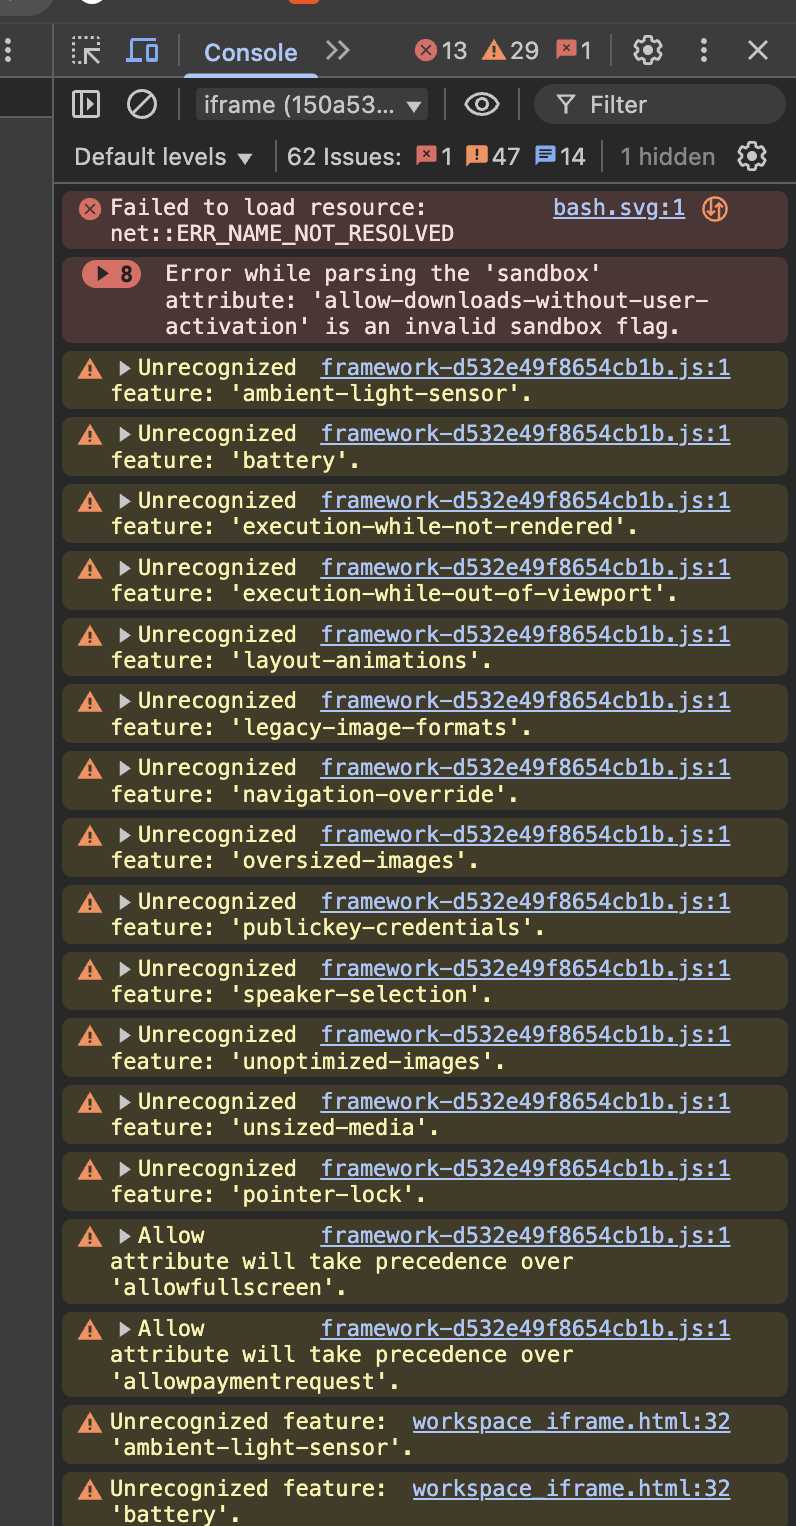 Console
13
29
1
iframe (150a53...
Filter
Default levels
62 Issues:
1
47
14
1 hidden
Failed to load resource: bash.svg:1
net::ERR_NAME_NOT_RESOLVED
8 Error while parsing the 'sandbox'
attribute: 'allow-downloads-without-user-
activation' is an invalid sandbox flag.
Unrecognized framework-d532e49f8654cb1b.js:1
feature: 'ambient-light-sensor'.
Unrecognized framework-d532e49f8654cb1b.js:1
feature: 'battery'.
Unrecognized framework-d532e49f8654cb1b.js:1
feature: 'execution-while-not-rendered'.
Unrecognized framework-d532e49f8654cb1b.js:1
feature: 'execution-while-out-of-viewport'.
Unrecognized framework-d532e49f8654cb1b.js:1
feature: 'layout-animations'.
Unrecognized framework-d532e49f8654cb1b.js:1
feature: 'legacy-image-formats'.
Unrecognized framework-d532e49f8654cb1b.js:1
feature: 'navigation-override'.
Unrecognized framework-d532e49f8654cb1b.js:1
feature: 'oversized-images'.
Unrecognized framework-d532e49f8654cb1b.js:1
feature: 'publickey-credentials'.
Unrecognized framework-d532e49f8654cb1b.js:1
feature: 'speaker-selection'.
Unrecognized framework-d532e49f8654cb1b.js:1
feature: 'unoptimized-images'.
Unrecognized framework-d532e49f8654cb1b.js:1
feature: 'unsized-media'.
Unrecognized framework-d532e49f8654cb1b.js:1
feature: 'pointer-lock'.
Allow framework-d532e49f8654cb1b.js:1
attribute will take precedence over
'allowfullscreen'.
Allow framework-d532e49f8654cb1b.js:1
attribute will take precedence over
'allowpaymentrequest'.
Unrecognized feature: workspace_iframe.html:32
'ambient-light-sensor'.
Unrecognized feature: workspace_iframe.html:32
'battery'.